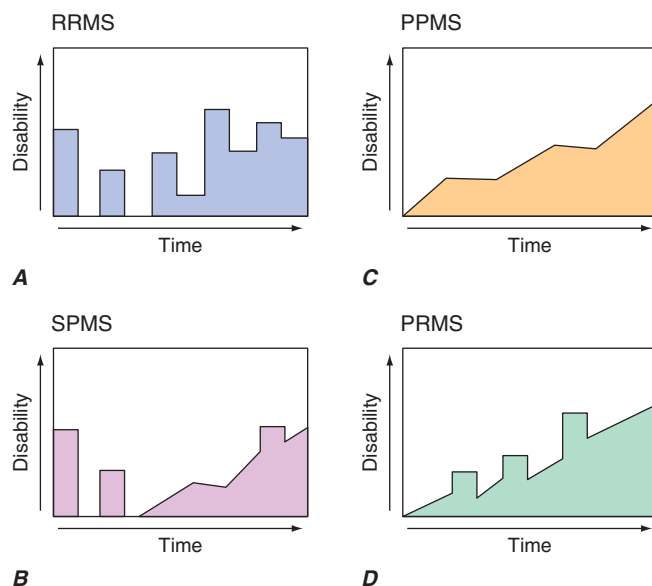 RRMS
Disability
Time
A
PPMS
Disability
Time
C
SPMS
Disability
Time
B
PRMS
Disability
Time
D